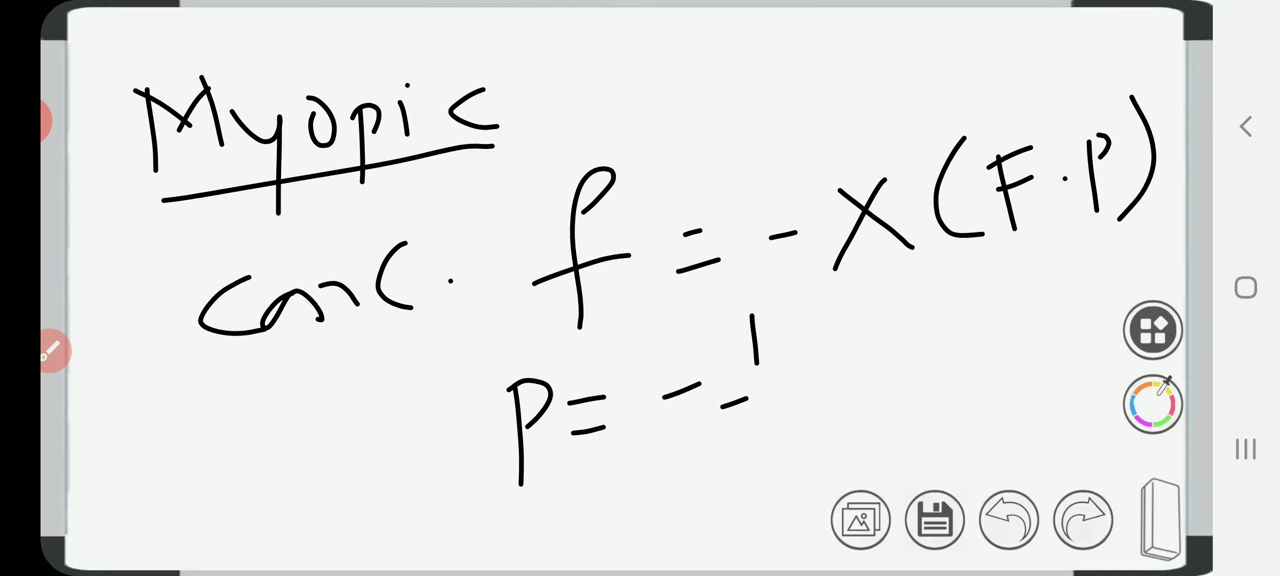 Myopic
conc. f = - x (F.P)
P = - 1
-